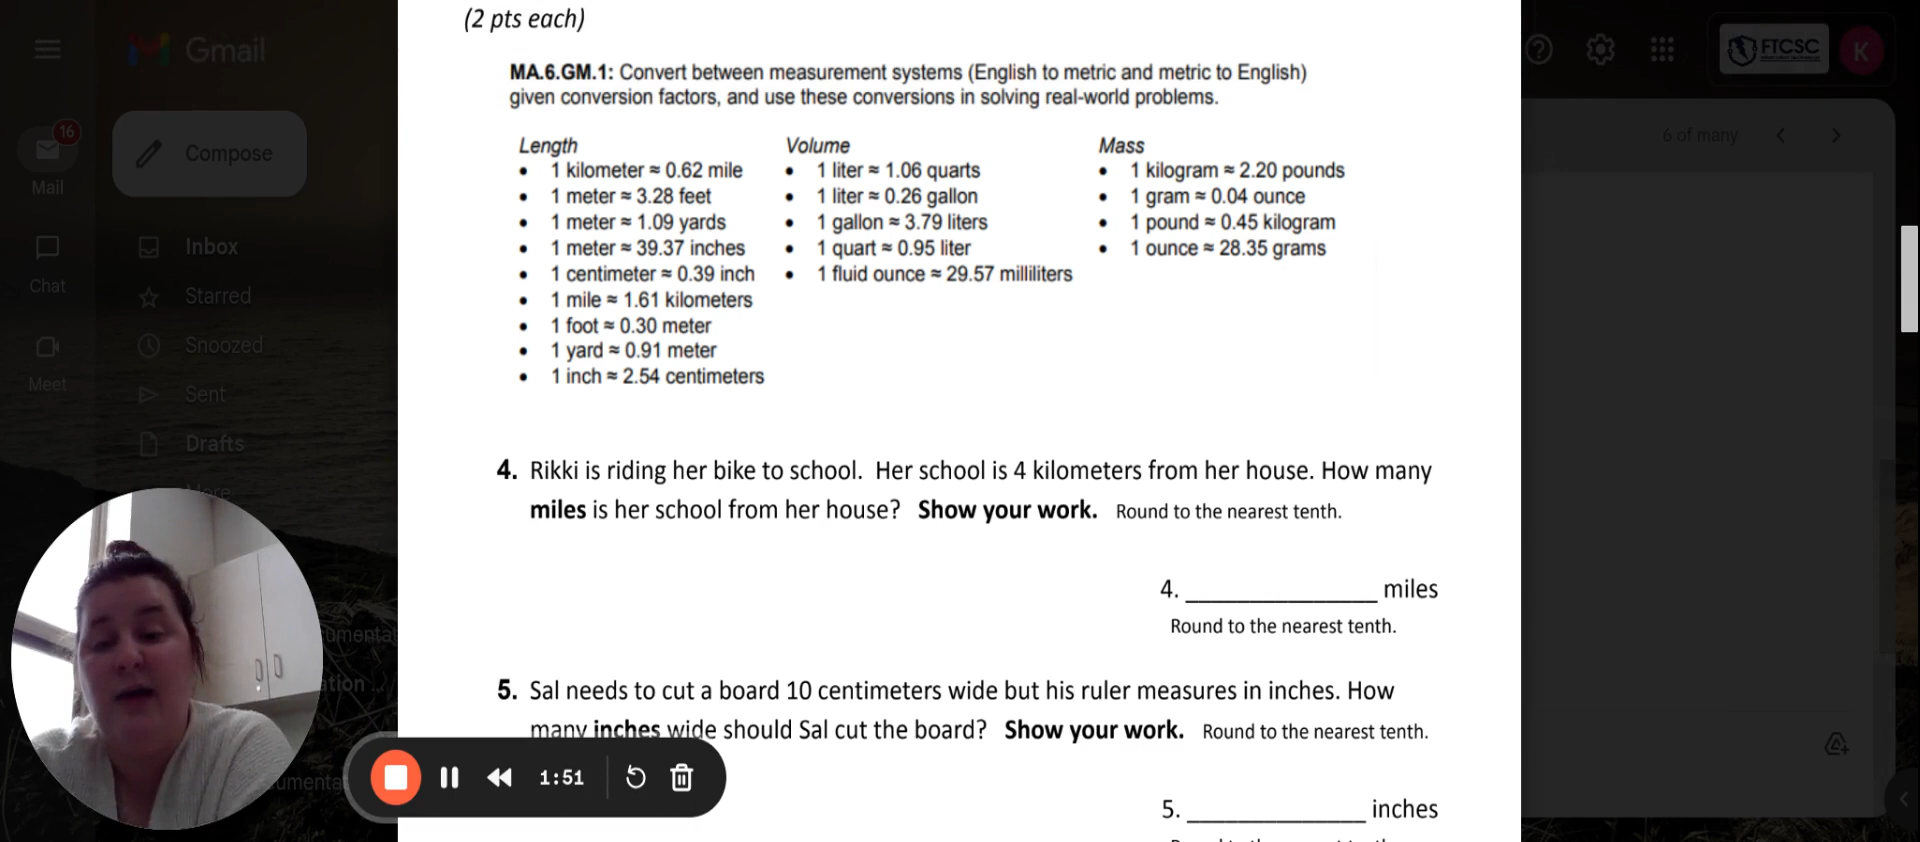 (2 pts each)
Gmail
FTCSC
K
MA.6.GM.1: Convert between measurement systems (English to metric and metric to English)
given conversion factors, and use these conversions in solving real-world problems.
16
Mail
Compose
6 of many
Length
• 1 kilometer ≈ 0.62 mile
• 1 meter ≈ 3.28 feet
• 1 meter ≈ 1.09 yards
• 1 meter ≈ 39.37 inches
• 1 centimeter ≈ 0.39 inch
• 1 mile ≈ 1.61 kilometers
• 1 foot ≈ 0.30 meter
• 1 yard ≈ 0.91 meter
• 1 inch ≈ 2.54 centimeters
Volume
• 1 liter ≈ 1.06 quarts
• 1 liter ≈ 0.26 gallon
• 1 gallon ≈ 3.79 liters
• 1 quart ≈ 0.95 liter
• 1 fluid ounce ≈ 29.57 milliliters
Mass
• 1 kilogram ≈ 2.20 pounds
• 1 gram ≈ 0.04 ounce
• 1 pound ≈ 0.45 kilogram
• 1 ounce ≈ 28.35 grams
Inbox
Chat
Starred
Snoozed
Meet
Sent
Drafts
More
4. Rikki is riding her bike to school. Her school is 4 kilometers from her house. How many
miles is her school from her house? Show your work. Round to the nearest tenth.
4. _______________ miles
Round to the nearest tenth.
5. Sal needs to cut a board 10 centimeters wide but his ruler measures in inches. How
many inches wide should Sal cut the board? Show your work. Round to the nearest tenth.
1:51
5. ______________ inches